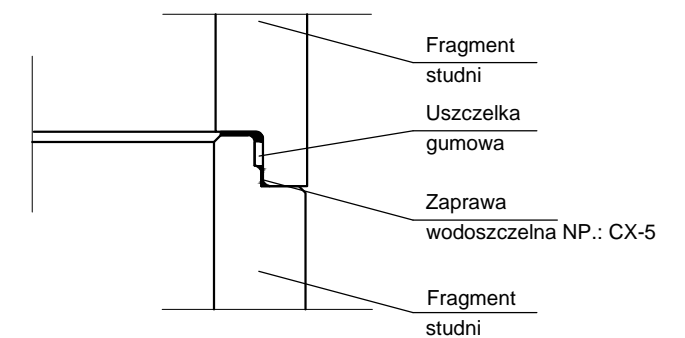 Fragment
studni
Uszczelka
gumowa
Zaprawa
wodoszczelna NP.: CX-5
Fragment
studni